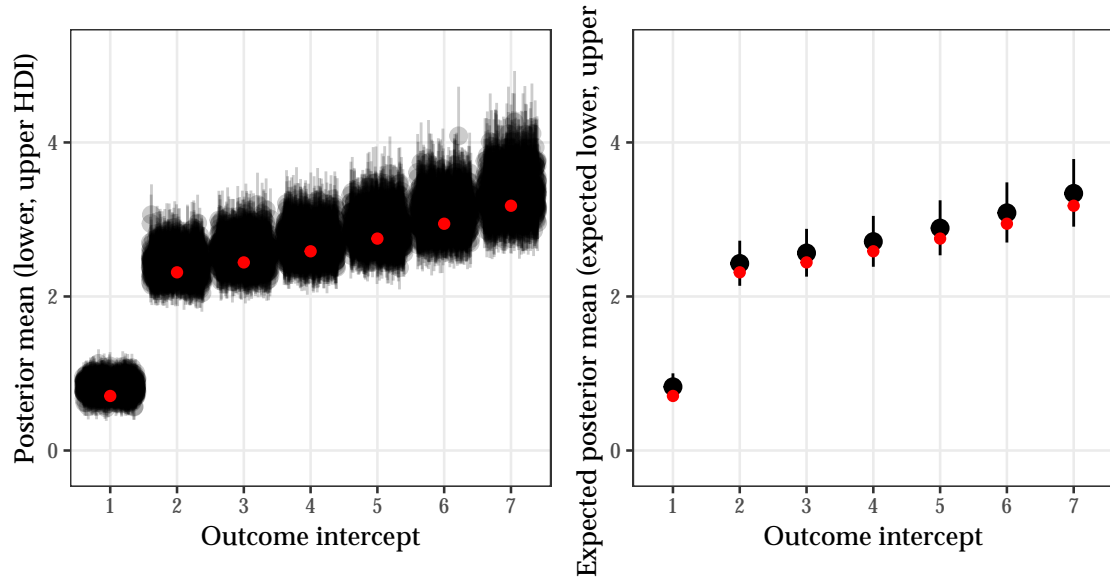 Posterior mean (lower, upper HDI)
4
2
0
1 2 3 4 5 6 7
Outcome intercept
Expected posterior mean (expected lower, upper
4
2
0
1 2 3 4 5 6 7
Outcome intercept